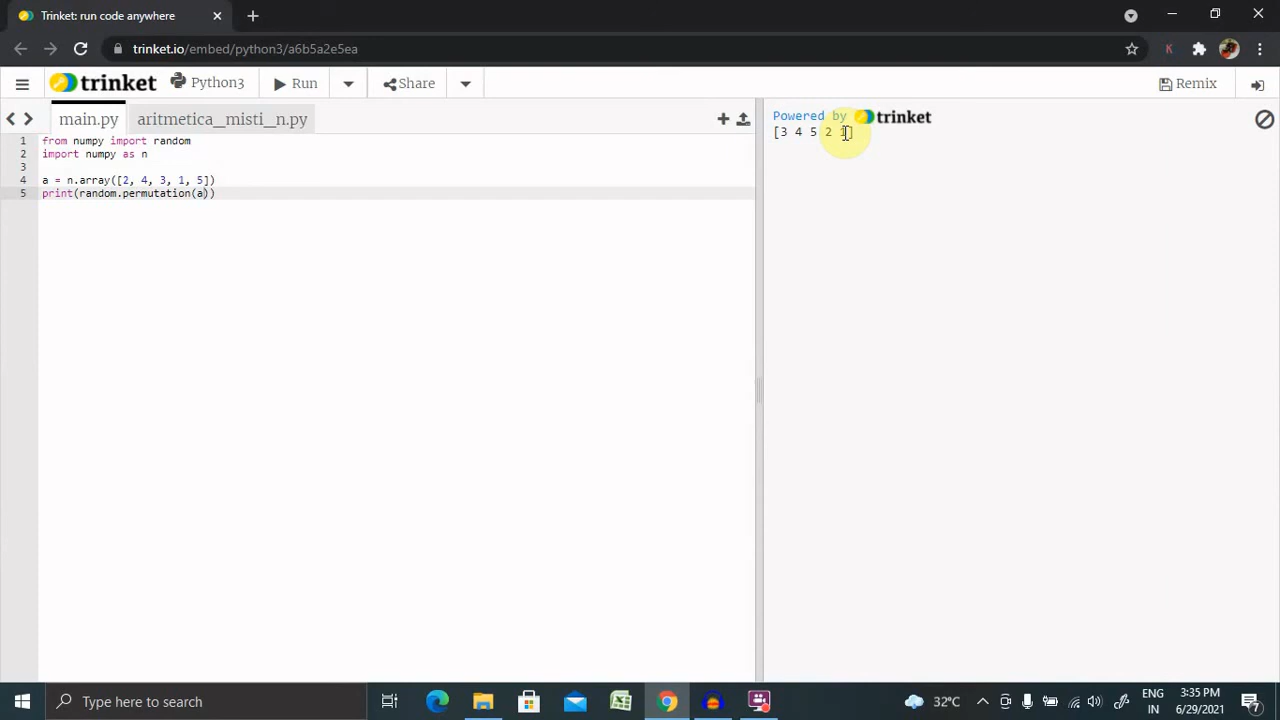 Trinket: run code anywhere
trinket.io/embed/python3/a6b5a2e5ea
K
trinket Python3 Run Share Remix
main.py aritmetica_misti_n.py
1 from numpy import random
2 import numpy as n
3
4 a = n.array([2, 4, 3, 1, 5])
5 print(random.permutation(a))
Powered by trinket
[3 4 5 2 1]
Type here to search
32°C
ENG
IN
3:35 PM
6/29/2021
7